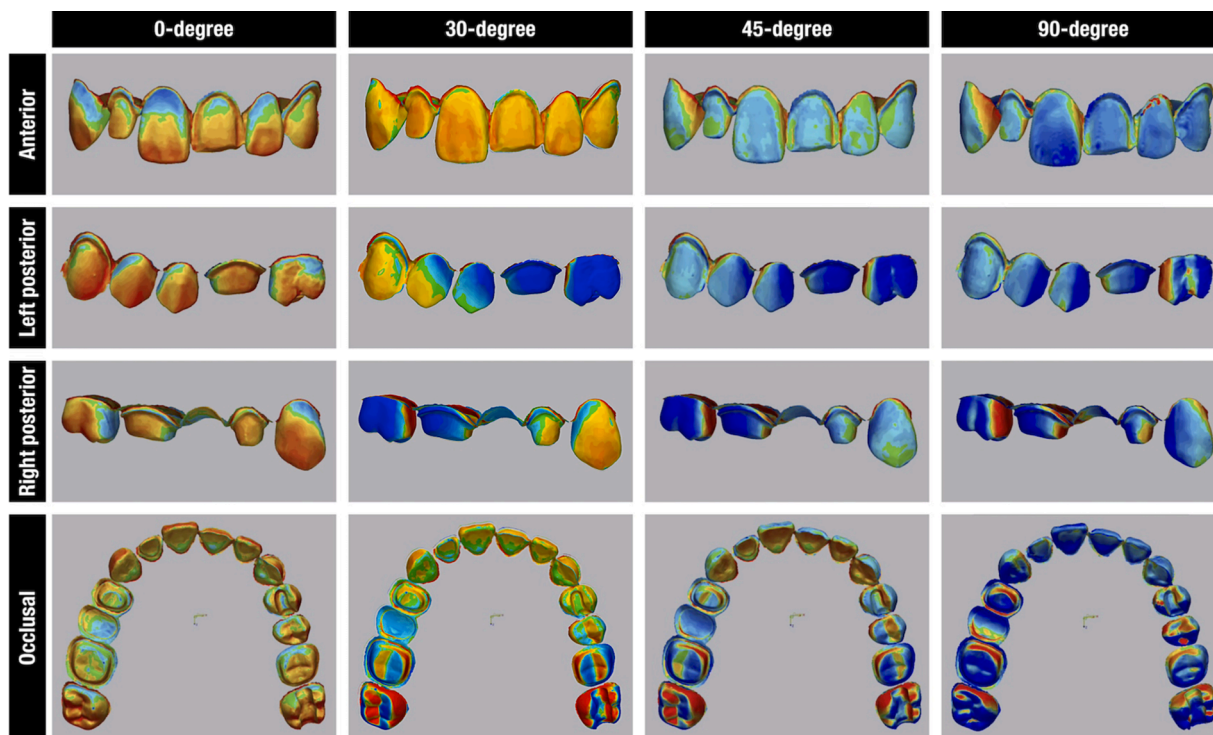 0-degree 30-degree 45-degree 90-degree
Anterior
Left posterior
Right posterior
Occlusal